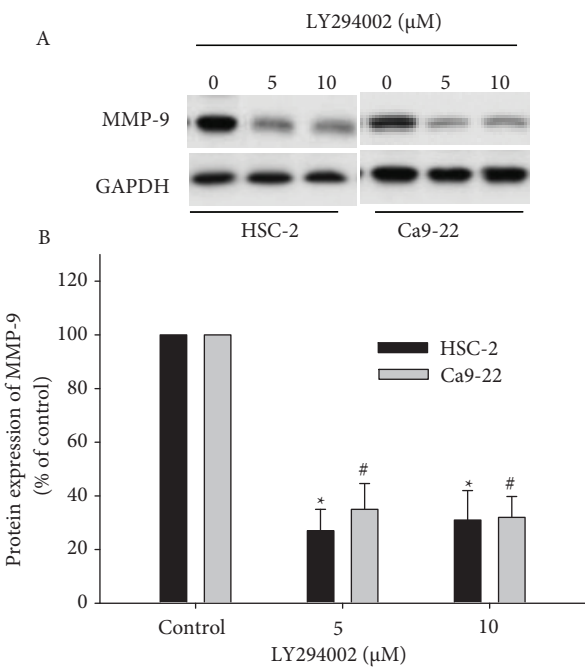 A
LY294002 (μM)
0 5 10 0 5 10
MMP-9
GAPDH
HSC-2 Ca9-22
B
Protein expression of MMP-9
(% of control)
120
100
80
60
40
20
0
HSC-2
Ca9-22
* # * #
Control 5 10
LY294002 (μM)